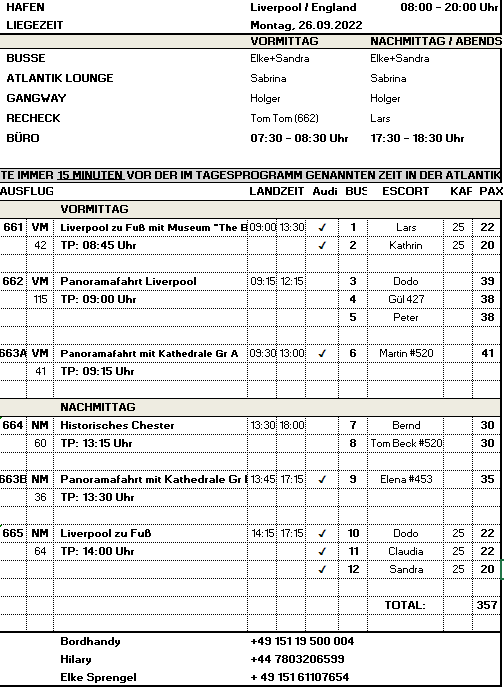 HAFEN Liverpool / England 08:00 - 20:00 Uhr
LIEGEZEIT Montag, 26.09.2022
VORMITTAG NACHMITTAG / ABENDS
BUSSE Elke+Sandra Elke+Sandra
ATLANTIK LOUNGE Sabrina Sabrina
GANGWAY Holger Holger
RECHECK Tom Tom (662) Lars
BÜRO 07:30 - 08:30 Uhr 17:30 - 18:30 Uhr
TE IMMER 15 MINUTEN VOR DER IM TAGESPROGRAMM GENANNTEN ZEIT IN DER ATLANTIK
AUSFLUG LANDZEIT Audi BUS ESCORT KAF PAX
VORMITTAG
661 VM Liverpool zu Fuß mit Museum "The B 09:00 13:30 ✓ 1 Lars 25 22
42 TP: 08:45 Uhr ✓ 2 Kathrin 25 20
662 VM Panoramafahrt Liverpool 09:15 12:15 3 Dodo 39
115 TP: 09:00 Uhr 4 Gül 427 38
5 Peter 38
663A VM Panoramafahrt mit Kathedrale Gr A 09:30 13:00 ✓ 6 Martin #520 41
41 TP: 09:15 Uhr
NACHMITTAG
664 NM Historisches Chester 13:30 18:00 7 Bernd 30
60 TP: 13:15 Uhr 8 Tom Beck #520 30
663B NM Panoramafahrt mit Kathedrale Gr 13:45 17:15 ✓ 9 Elena #453 35
36 TP: 13:30 Uhr
665 NM Liverpool zu Fuß 14:15 17:15 ✓ 10 Dodo 25 22
64 TP: 14:00 Uhr ✓ 11 Claudia 25 22
✓ 12 Sandra 25 20
TOTAL: 357
Bordhandy +49 151 19 500 004
Hilary +44 7803206599
Elke Sprengel + 49 151 61107654